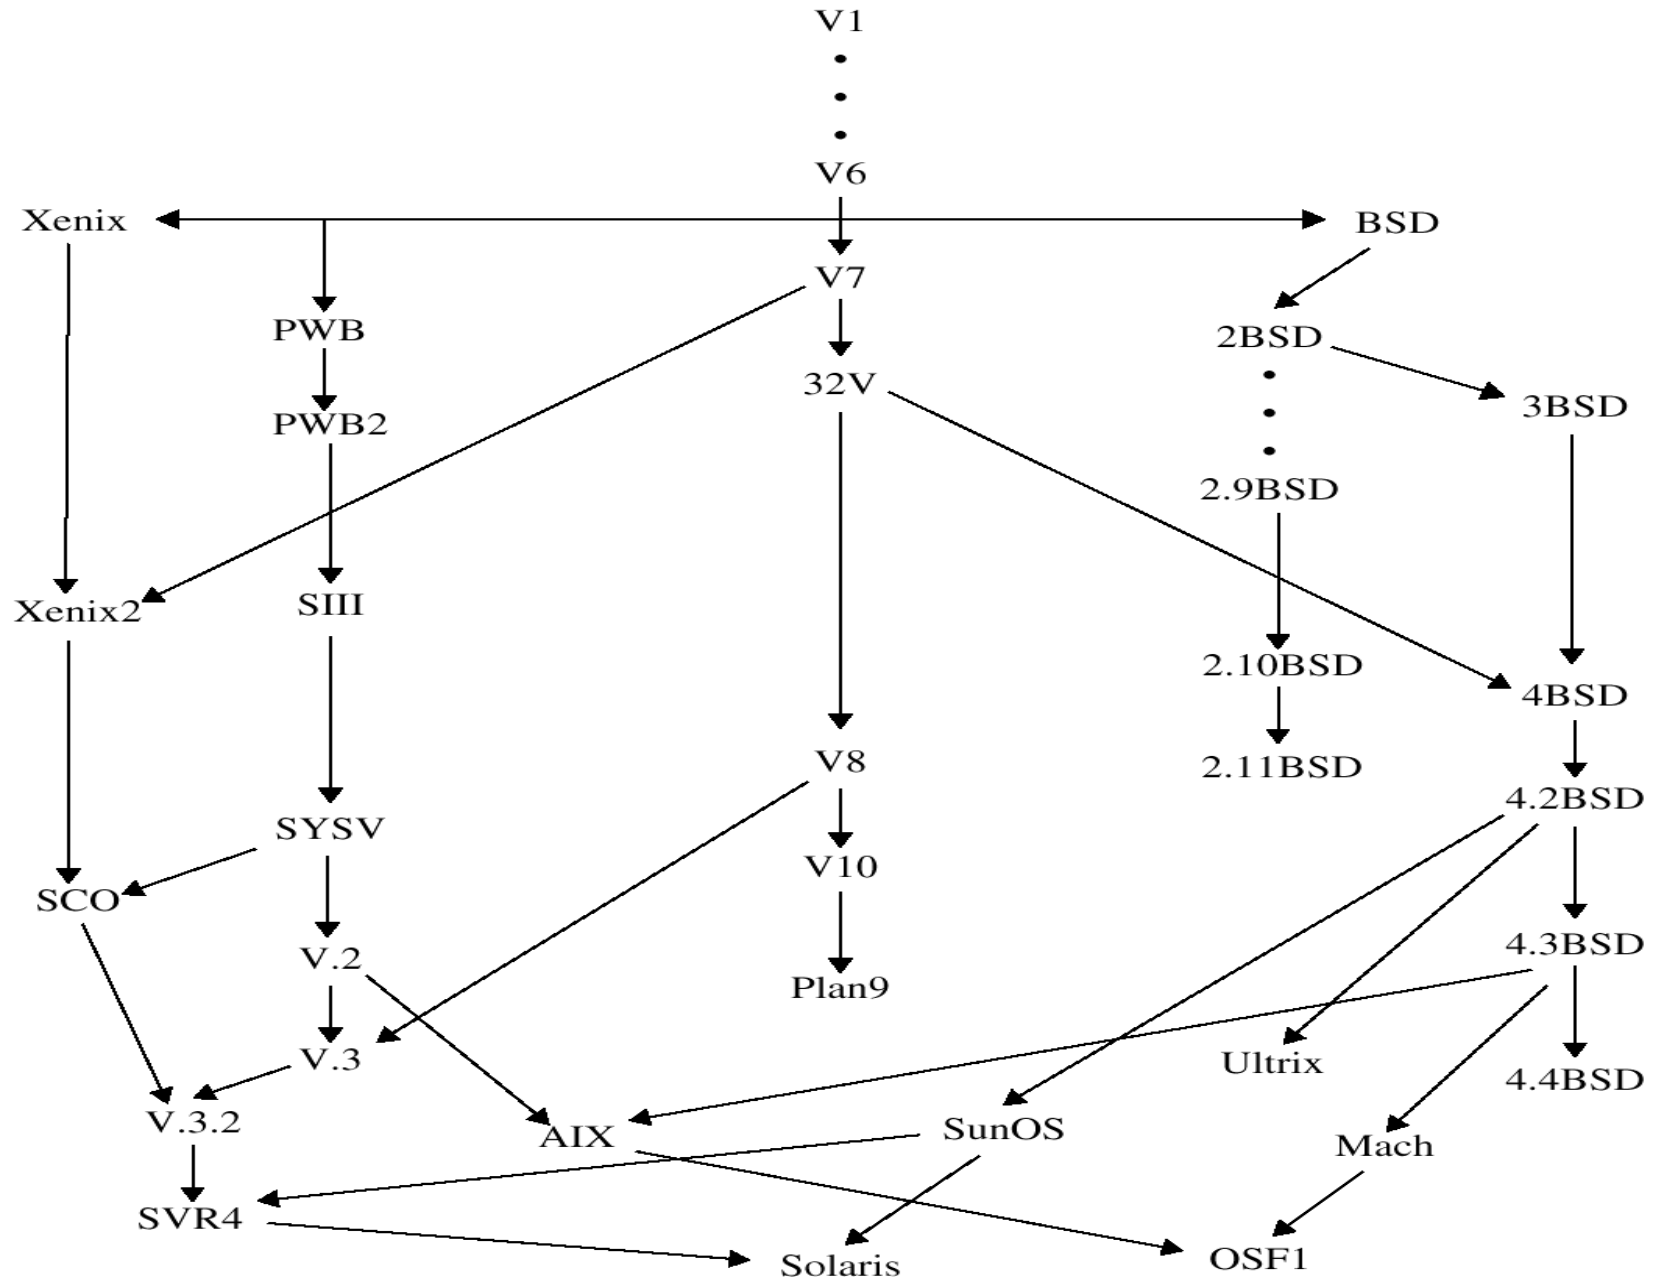 V1
V6
Xenix
BSD
V7
PWB
2BSD
32V
3BSD
PWB2
2.9BSD
SIII
Xenix2
2.10BSD
4BSD
V8
2.11BSD
4.2BSD
SYSV
V10
SCO
4.3BSD
V.2
Plan9
V.3
Ultrix
4.4BSD
V.3.2
AIX
SunOS
Mach
SVR4
Solaris
OSF1